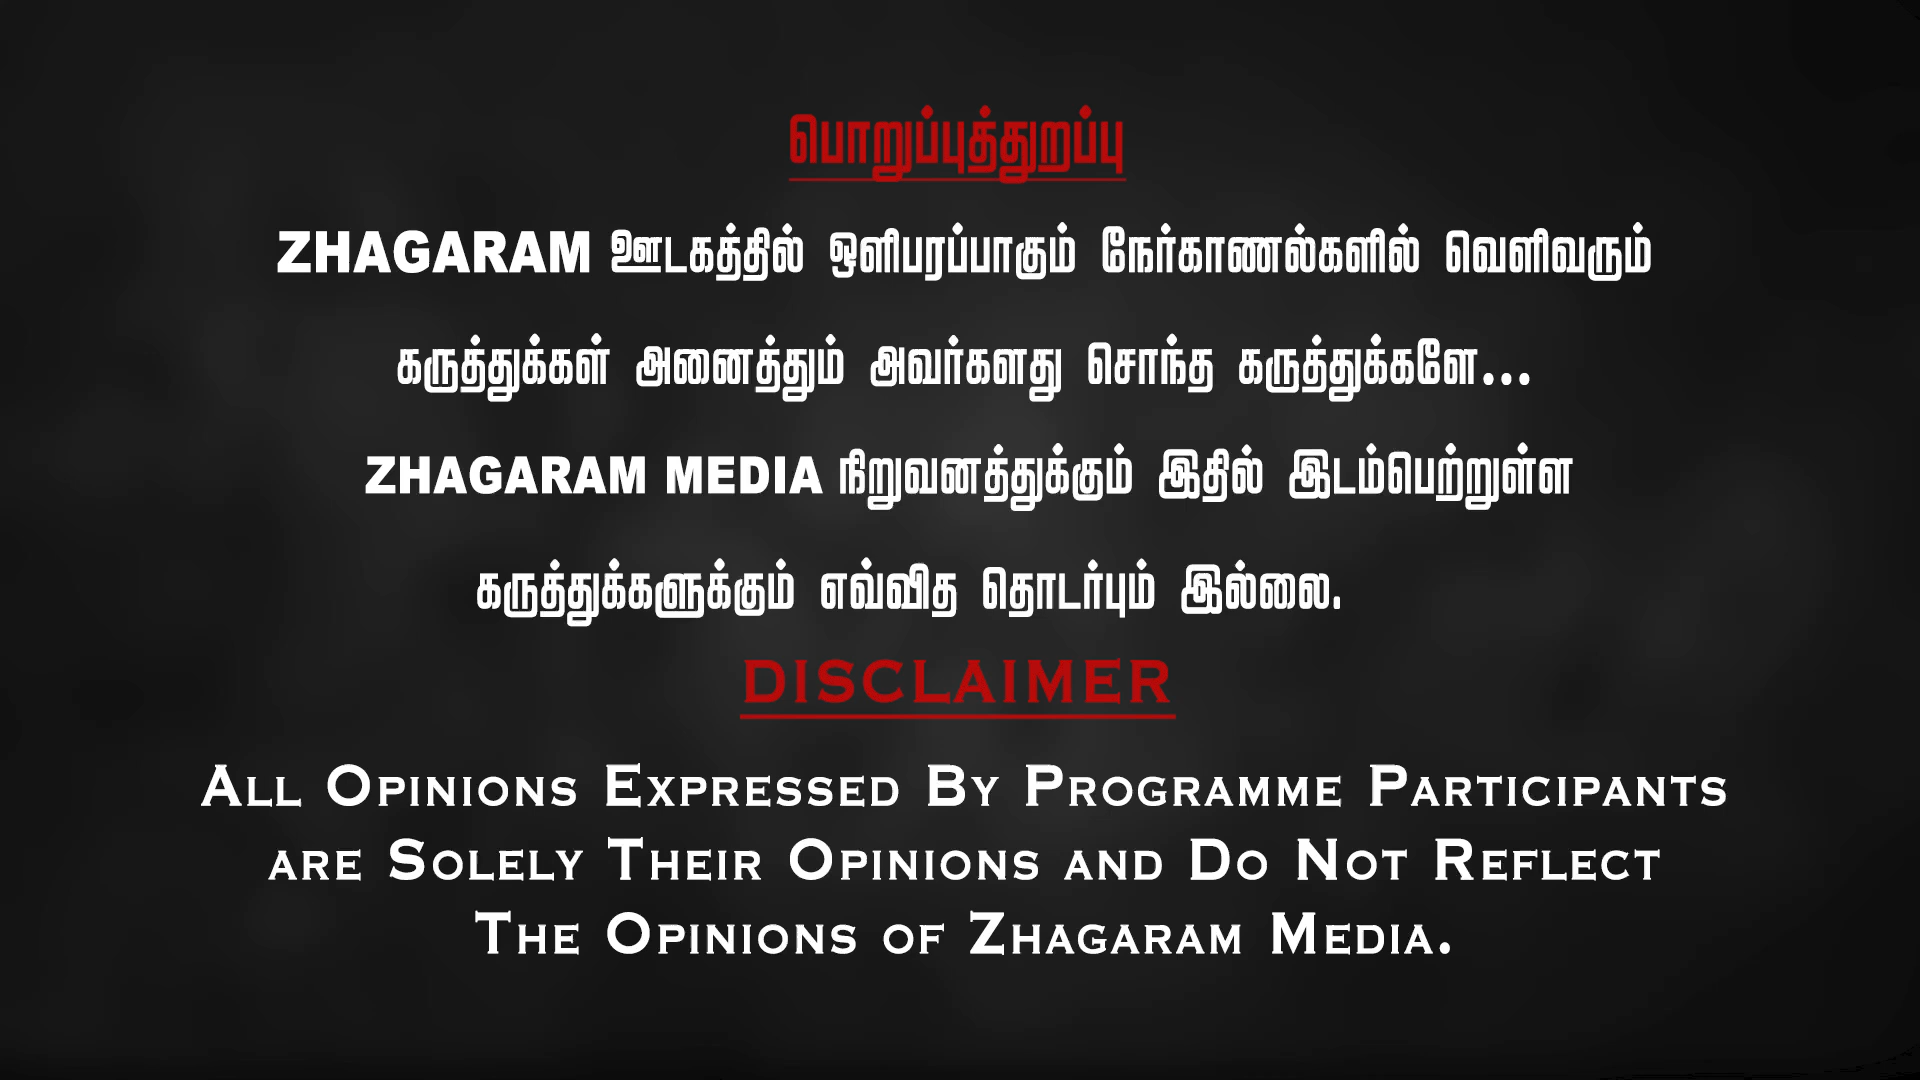 பொறுப்புத்துறப்பு
ZHAGARAM ஊடகத்தில் ஒளிபரப்பாகும் நேர்காணல்களில் வெளிவரும்
கருத்துக்கள் அனைத்தும் அவர்களது சொந்த கருத்துக்களே...
ZHAGARAM MEDIA நிறுவனத்துக்கும் இதில் இடம்பெற்றுள்ள
கருத்துக்களுக்கும் எவ்வித தொடர்பும் இல்லை.
DISCLAIMER
All Opinions Expressed By Programme Participants
are Solely Their Opinions and Do Not Reflect
The Opinions of Zhagaram Media.